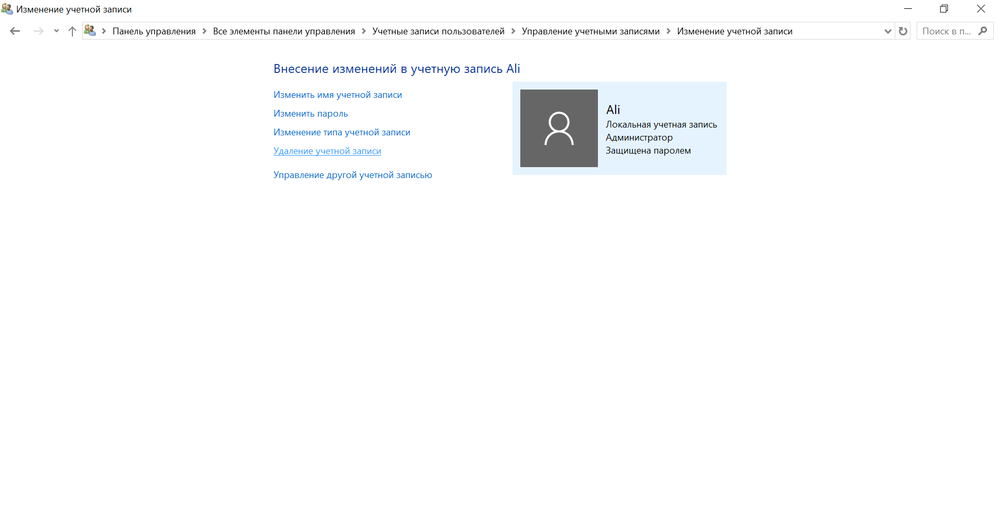 Изменение учетной записи
Панель управления Все элементы панели управления Учетные записи пользователей Управление учетными записями Изменение учетной записи
Поиск в п...
Внесение изменений в учетную запись Ali
Изменить имя учетной записи
Изменить пароль
Изменение типа учетной записи
Удаление учетной записи
Управление другой учетной записью
Ali
Локальная учетная запись
Администратор
Защищена паролем